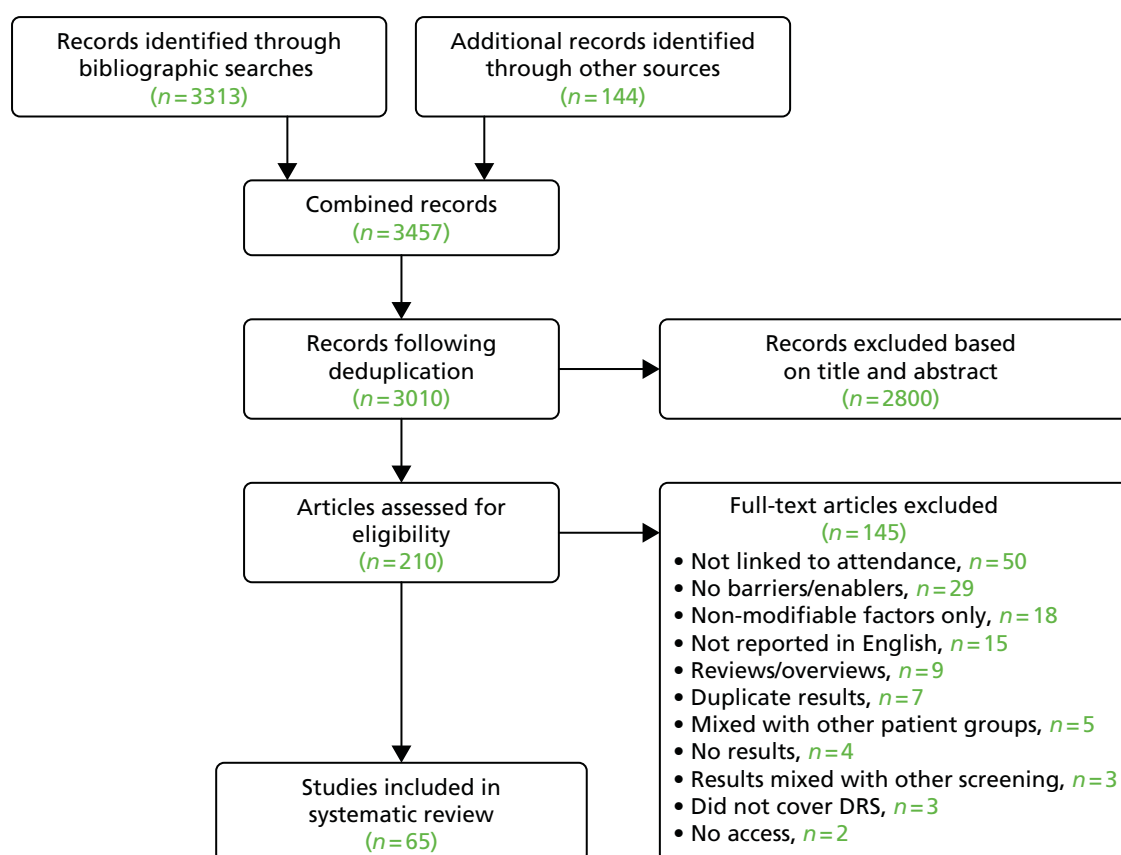 Records identified through
bibliographic searches
(n=3313)
Additional records identified
through other sources
(n=144)
Combined records
(n=3457)
Records following
deduplication
(n=3010)
Records excluded based
on title and abstract
(n=2800)
Articles assessed for
eligibility
(n=210)
Full-text articles excluded
(n=145)
• Not linked to attendance, n=50
• No barriers/enablers, n=29
• Non-modifiable factors only, n=18
• Not reported in English, n=15
• Reviews/overviews, n=9
• Duplicate results, n=7
• Mixed with other patient groups, n=5
• No results, n=4
• Results mixed with other screening, n=3
• Did not cover DRS, n=3
• No access, n=2
Studies included in
systematic review
(n=65)